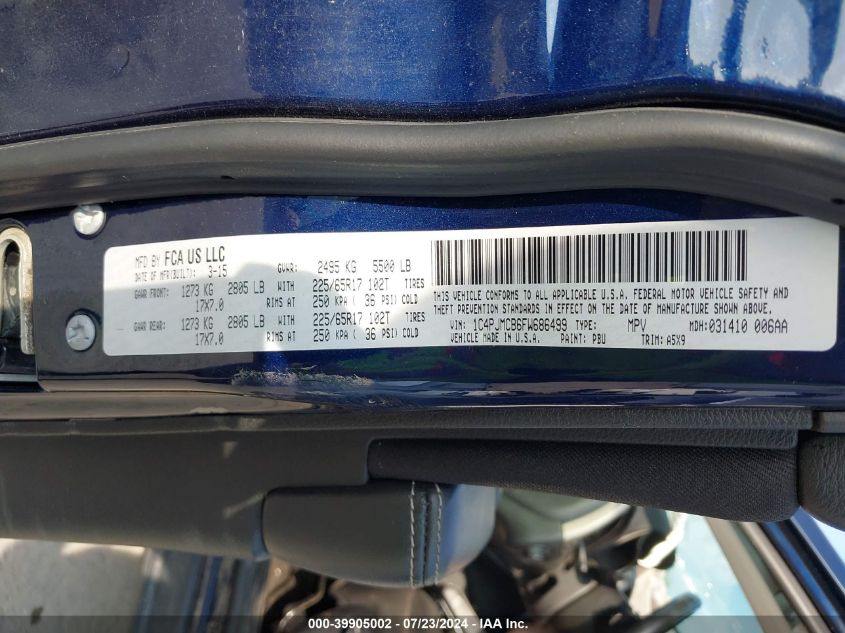 MFD BY FCA US LLC
DATE OF MFR(BUILT): 3-15 GVWR: 2495 KG 5500 LB
GAWR FRONT: 1273 KG 2805 LB WITH 225/65R17 102T TIRES
17X7.0 RIMS AT 250 KPA ( 36 PSI) COLD
GAWR REAR: 1273 KG 2805 LB WITH 225/65R17 102T TIRES
17X7.0 RIMS AT 250 KPA ( 36 PSI) COLD
THIS VEHICLE CONFORMS TO ALL APPLICABLE U.S.A. FEDERAL MOTOR VEHICLE SAFETY AND
THEFT PREVENTION STANDARDS IN EFFECT ON THE DATE OF MANUFACTURE SHOWN ABOVE.
VIN: 1C4PJMCB6FW686499 TYPE: MPV MDH: 031410 006AA
VEHICLE MADE IN U.S.A. PAINT: PBU TRIM: A5X9
000-39905002 - 07/23/2024 - IAA, Inc.